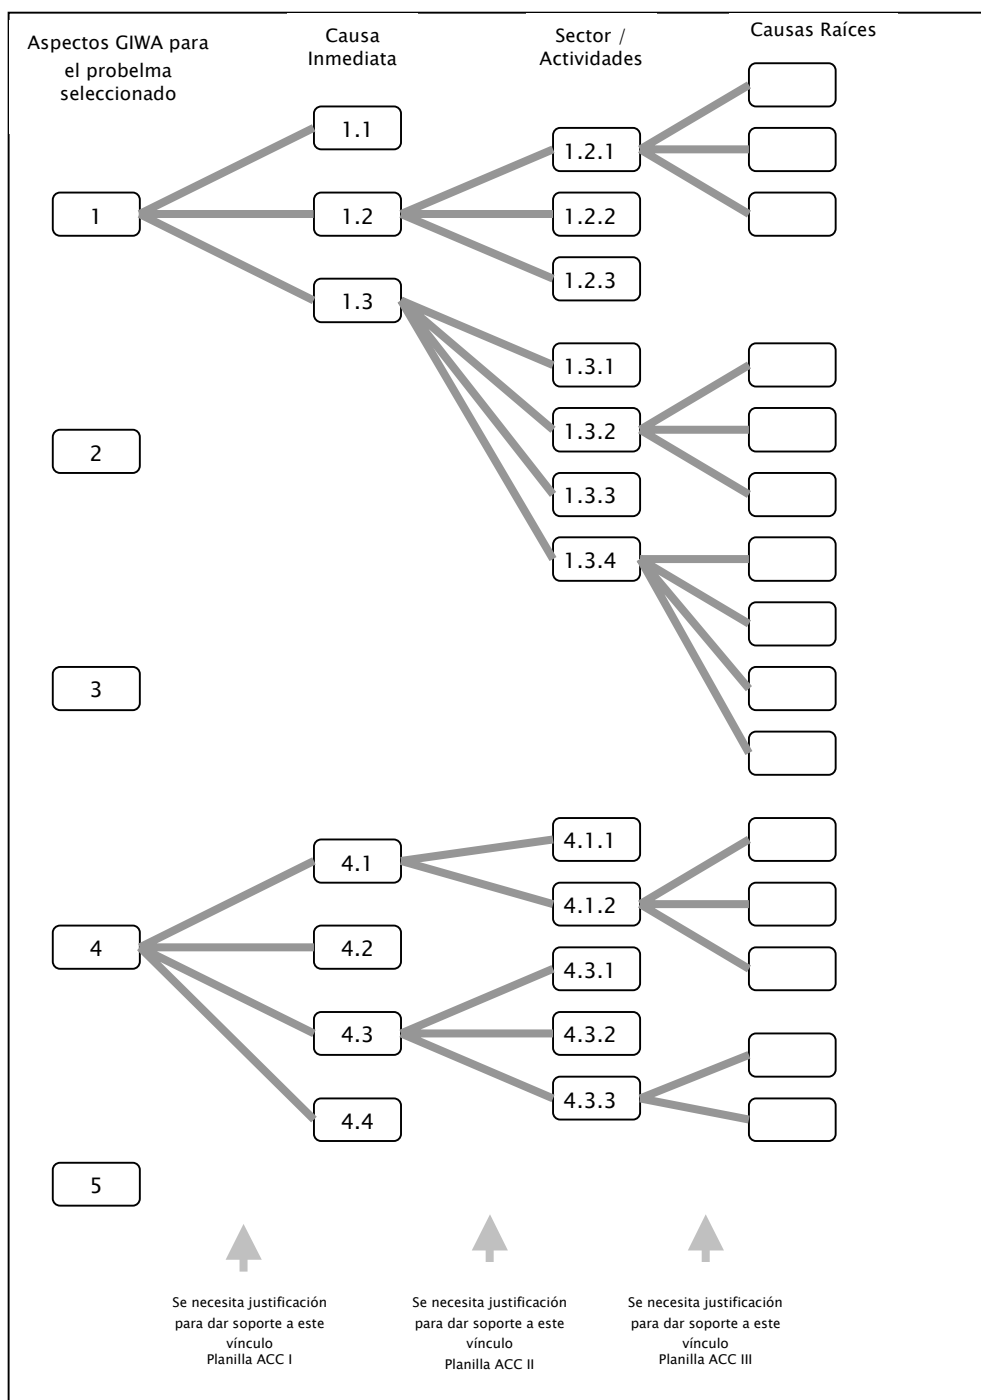 Aspectos GIWA para
el probelma
seleccionado
Causa
Inmediata
Sector /
Actividades
Causas Raíces
1.1
1.2.1
1
1.2
1.2.2
1.2.3
1.3
1.3.1
1.3.2
2
1.3.3
1.3.4
3
4.1.1
4.1
4.1.2
4
4.2
4.3.1
4.3
4.3.2
4.3.3
4.4
5
Se necesita justificación
para dar soporte a este
vínculo
Planilla ACC I
Se necesita justificación
para dar soporte a este
vínculo
Planilla ACC II
Se necesita justificación
para dar soporte a este
vínculo
Planilla ACC III